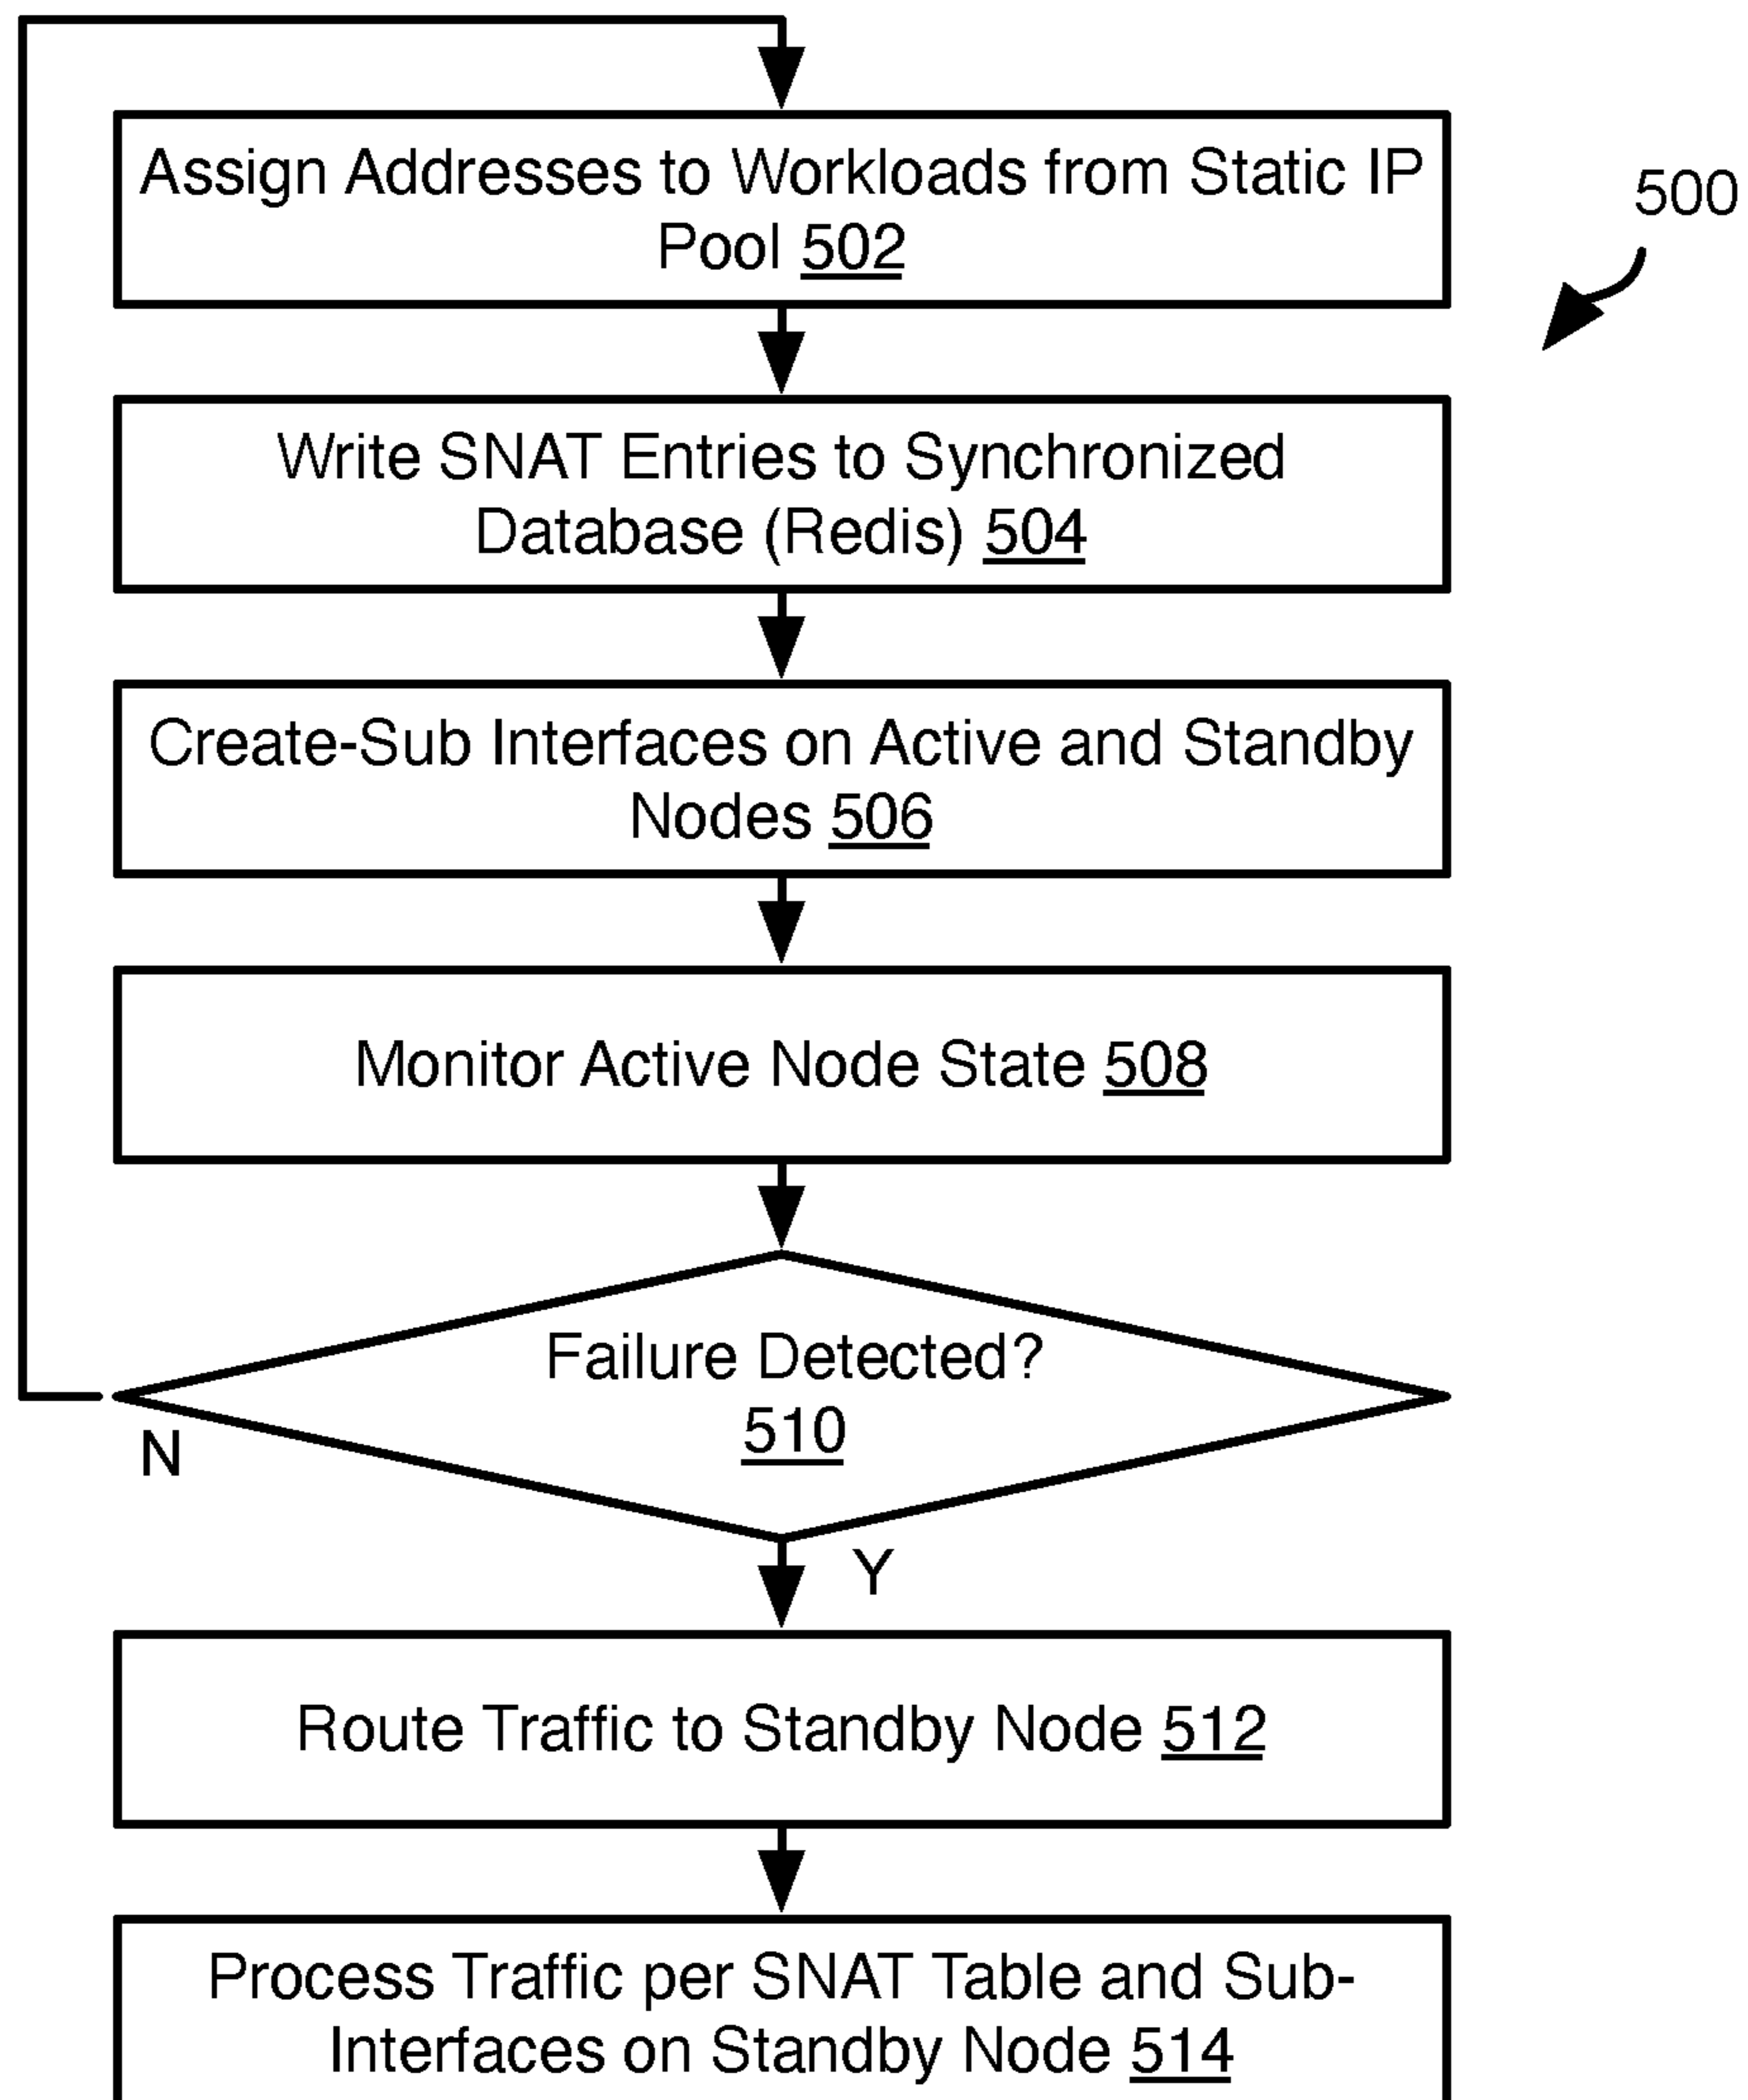 Assign Addresses to Workloads from Static IP
Pool 502
500
Write SNAT Entries to Synchronized
Database (Redis) 504
Create-Sub Interfaces on Active and Standby
Nodes 506
Monitor Active Node State 508
Failure Detected?
510
N
Y
Route Traffic to Standby Node 512
Process Traffic per SNAT Table and Sub-
Interfaces on Standby Node 514